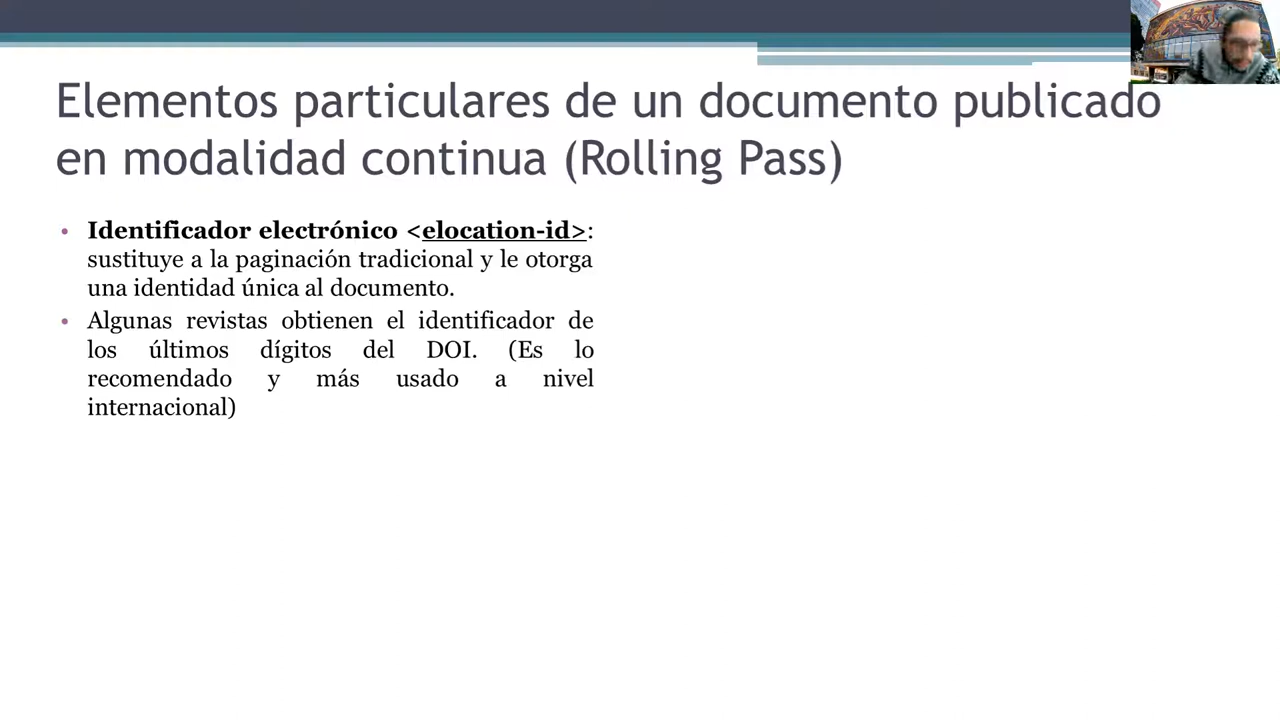 Elementos particulares de un documento publicado
en modalidad continua (Rolling Pass)
• Identificador electrónico <elocation-id>:
sustituye a la paginación tradicional y le otorga
una identidad única al documento.
• Algunas revistas obtienen el identificador de
los últimos dígitos del DOI. (Es lo
recomendado y más usado a nivel
internacional)